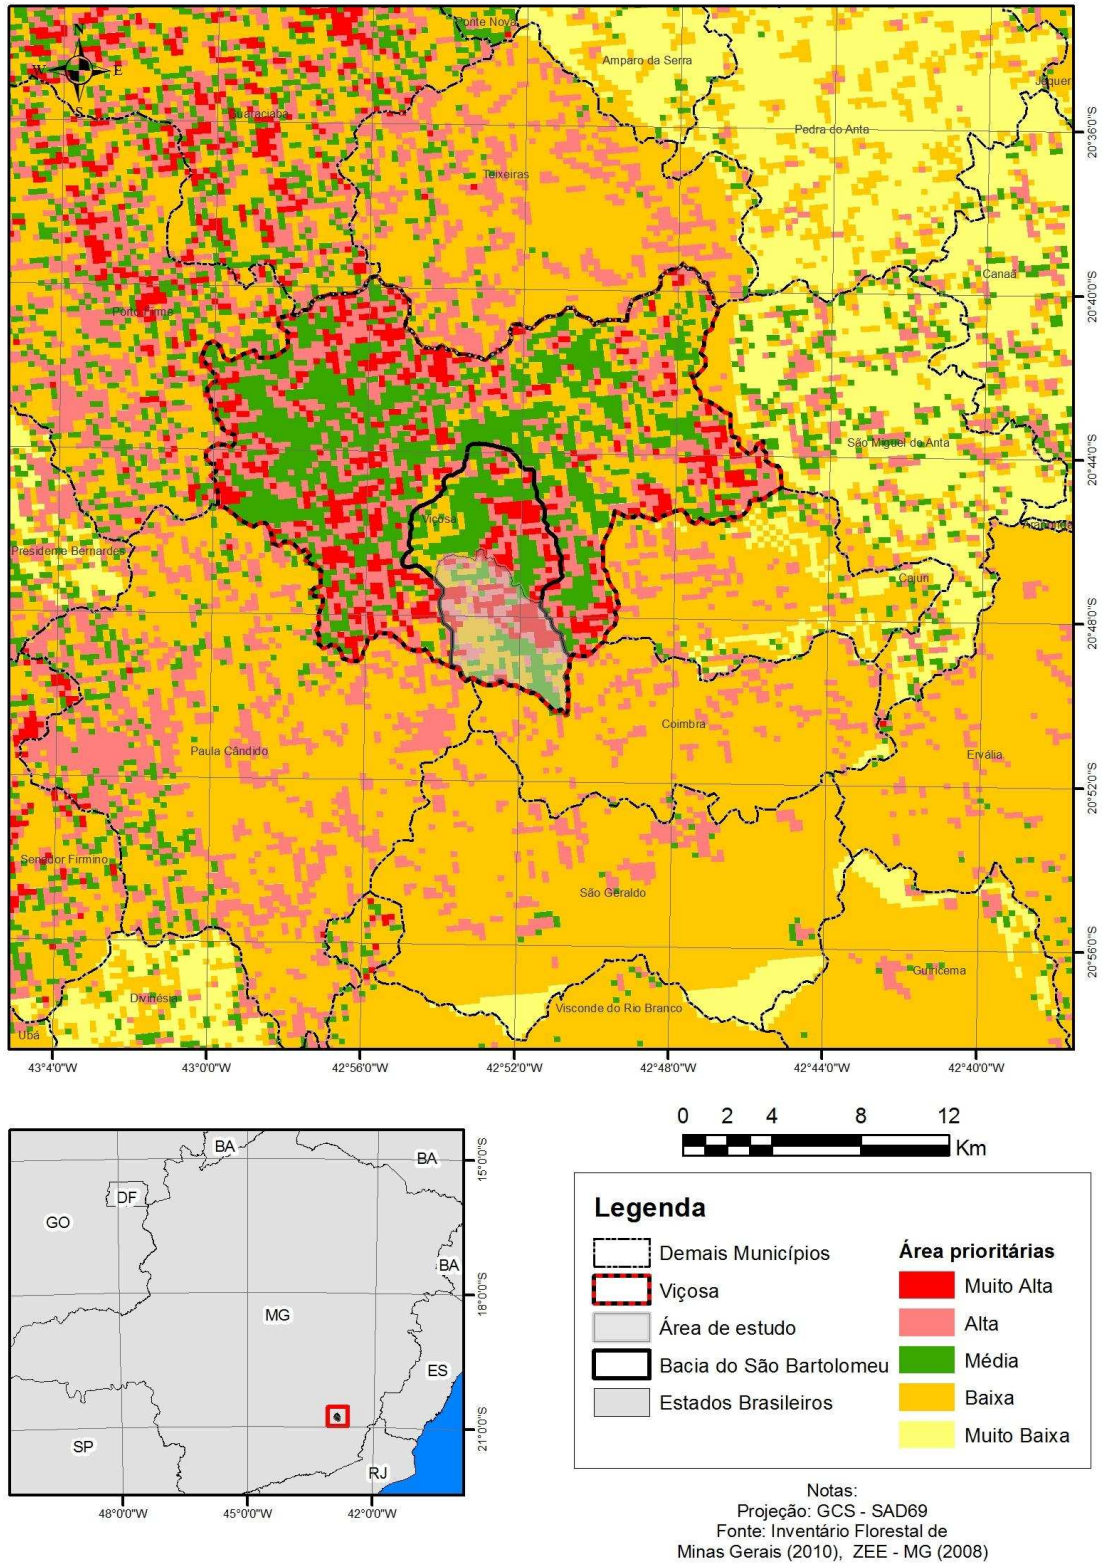 Ponte Nova
N
Amparo da Serra
W
E
S
Jequer
Guaraciaba
Pedra do Anta
20°36'0"S
Teixeiras
Canaã
20°40'0"S
Porto Firme
São Miguel do Anta
20°44'0"S
Viçosa
Araponga
Presidente Bernardes
Cajuri
20°48'0"S
Coimbra
Paula Cândido
Ervália
20°52'0"S
Senador Firmino
São Geraldo
20°56'0"S
Guiricema
Divinésia
Visconde do Rio Branco
Ubá
43°4'0"W
43°0'0"W
42°56'0"W
42°52'0"W
42°48'0"W
42°44'0"W
42°40'0"W
0 2 4 8 12
Km
BA
BA
15°0'0"S
DF
GO
BA
18°0'0"S
MG
ES
21°0'0"S
SP
RJ
48°0'0"W
45°0'0"W
42°0'0"W
Legenda
Demais Municípios
Viçosa
Área de estudo
Bacia do São Bartolomeu
Estados Brasileiros
Área prioritárias
Muito Alta
Alta
Média
Baixa
Muito Baixa
Notas:
Projeção: GCS - SAD69
Fonte: Inventário Florestal de
Minas Gerais (2010), ZEE - MG (2008)